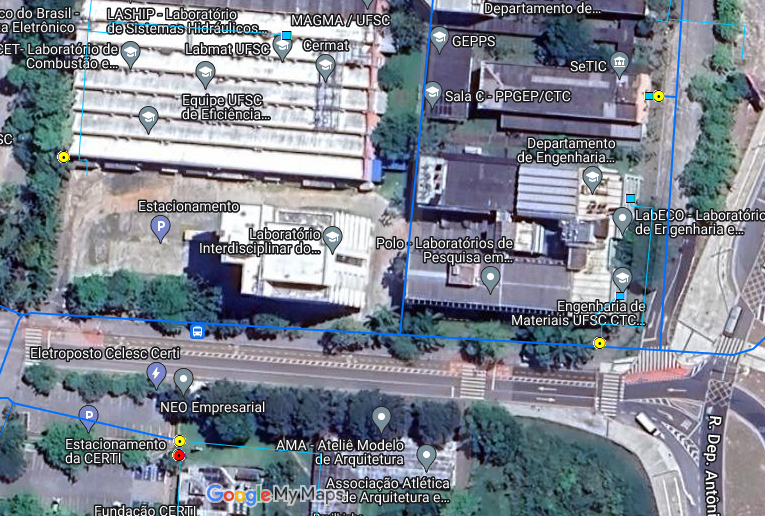 co do Brasil -
a Eletrônico
LASHIP - Laboratório
de Sistemas Hidráulicos...
MAGMA / UFSC
Departamento de...
CET- Laboratório de
Combustão e...
Labmat UFSC
Cermat
GEPPS
SeTIC
Equipe UFSC
de Eficiência...
Sala C - PPGEP/CTC
SC
Departamento
de Engenharia...
Estacionamento
P
Laboratório
Interdisciplinar do...
Polo - Laboratórios de
Pesquisa em...
LabECO - Laboratório
de Engenharia e...
Engenharia de
Materiais UFSC.CTC...
Eletroposto Celesc Certi
NEO Empresarial
P
Estacionamento
da CERTI
AMA - Ateliê Modelo
de Arquitetura
Associação Atlética
de Arquitetura e...
R. Dep. Antôni
Google My Maps
Fundação CERTI